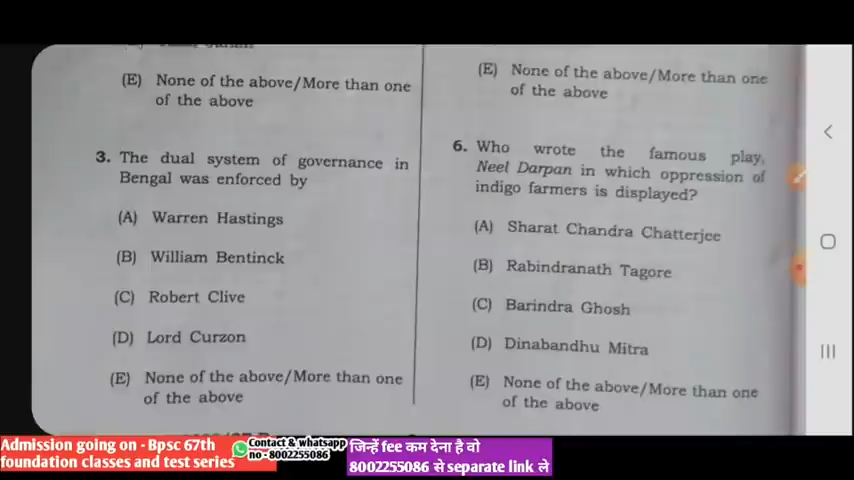 (E) None of the above/More than one
of the above
3. The dual system of governance in
Bengal was enforced by
(A) Warren Hastings
(B) William Bentinck
(C) Robert Clive
(D) Lord Curzon
(E) None of the above/More than one
of the above
(E) None of the above/More than one
of the above
6. Who wrote the famous play,
Neel Darpan in which oppression of
indigo farmers is displayed?
(A) Sharat Chandra Chatterjee
(B) Rabindranath Tagore
(C) Barindra Ghosh
(D) Dinabandhu Mitra
(E) None of the above/More than one
of the above
Admission going on - Bpsc 67th
foundation classes and test series
Contact & whatsapp
no - 8002255086
जिन्हें fee कम देना है वो
8002255086 से separate link ले